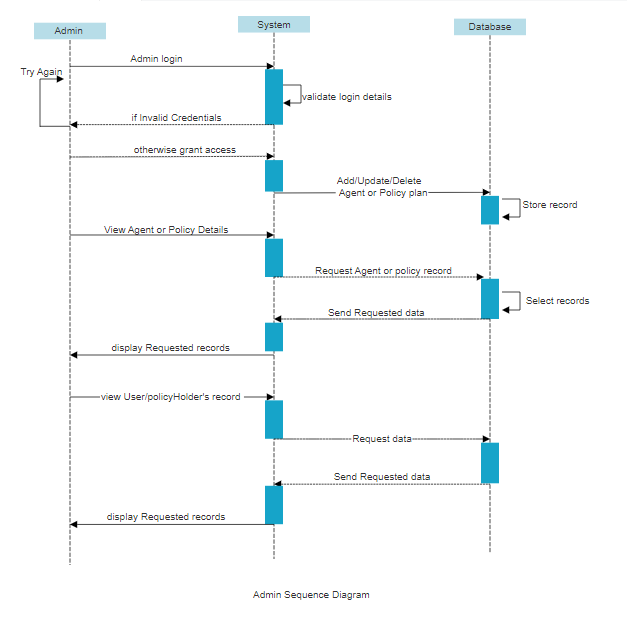 Admin
System
Database
Admin login
Try Again
validate login details
if Invalid Credentials
otherwise grant access
Add/Update/Delete
Agent or Policy plan
Store record
View Agent or Policy Details
Request Agent or policy record
Select records
Send Requested data
display Requested records
view User/policyHolder's record
Request data
Send Requested data
display Requested records
Admin Sequence Diagram